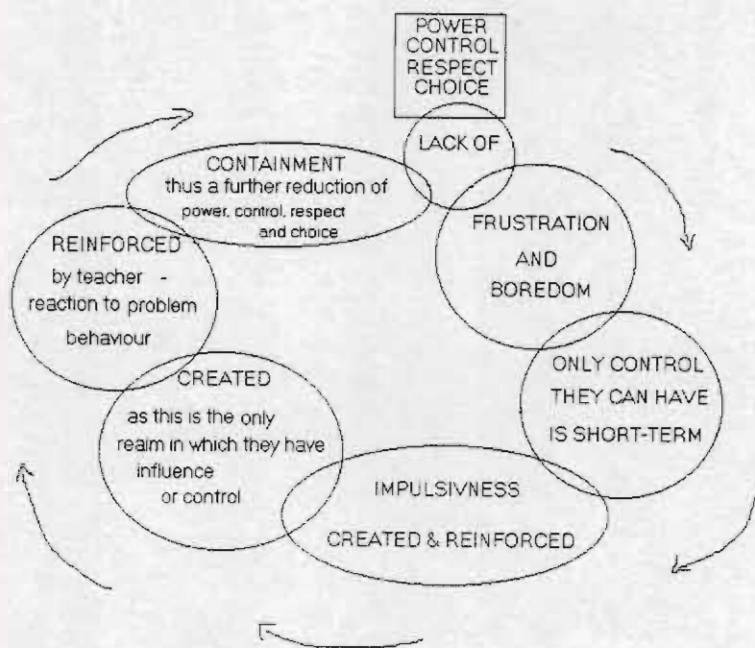 POWER
CONTROL
RESPECT
CHOICE
LACK OF
FRUSTRATION
AND
BOREDOM
ONLY CONTROL
THEY CAN HAVE
IS SHORT-TERM
IMPULSIVNESS
CREATED & REINFORCED
CREATED
as this is the only
realm in which they have
influence
or control
REINFORCED
by teacher -
reaction to problem
behaviour
CONTAINMENT
thus a further reduction of
power, control, respect
and choice